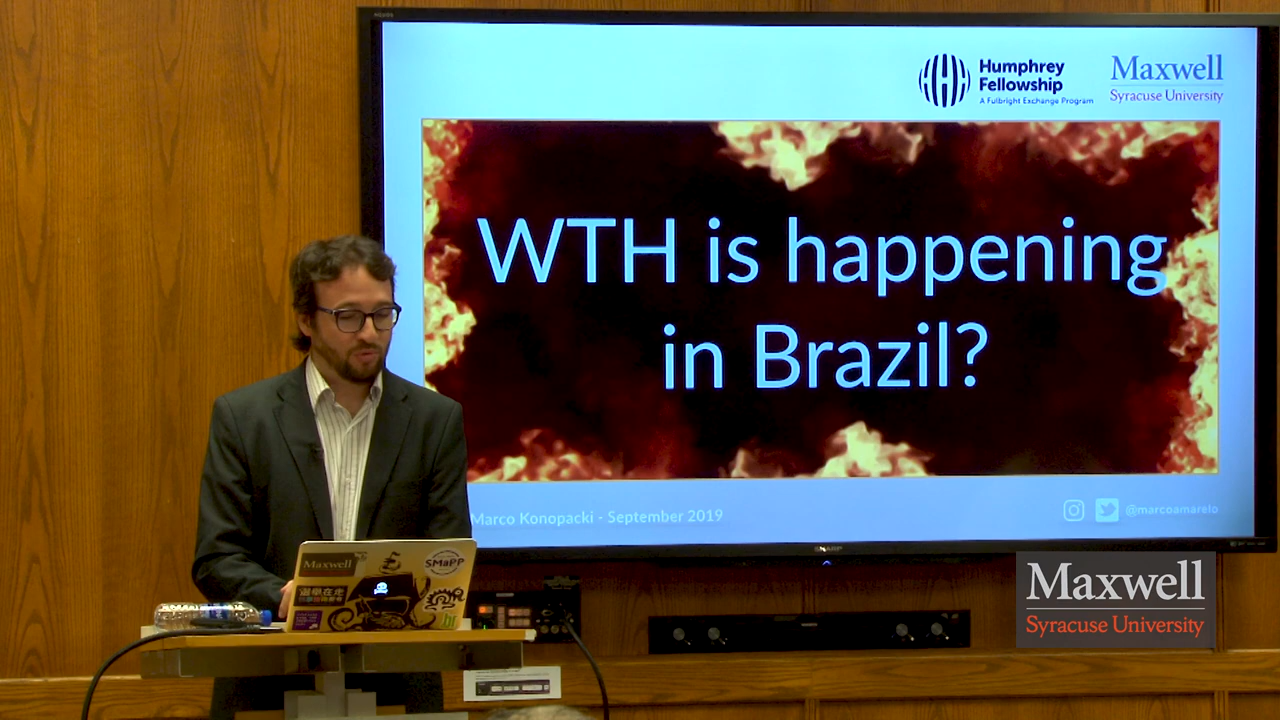 Humphrey
Fellowship
A Fulbright Exchange Program
Maxwell
Syracuse University
WTH is happening
in Brazil?
Marco Konopacki - September 2019
@marcoamarelo
SHARP
Maxwell
SMaPP
Maxwell
Syracuse University